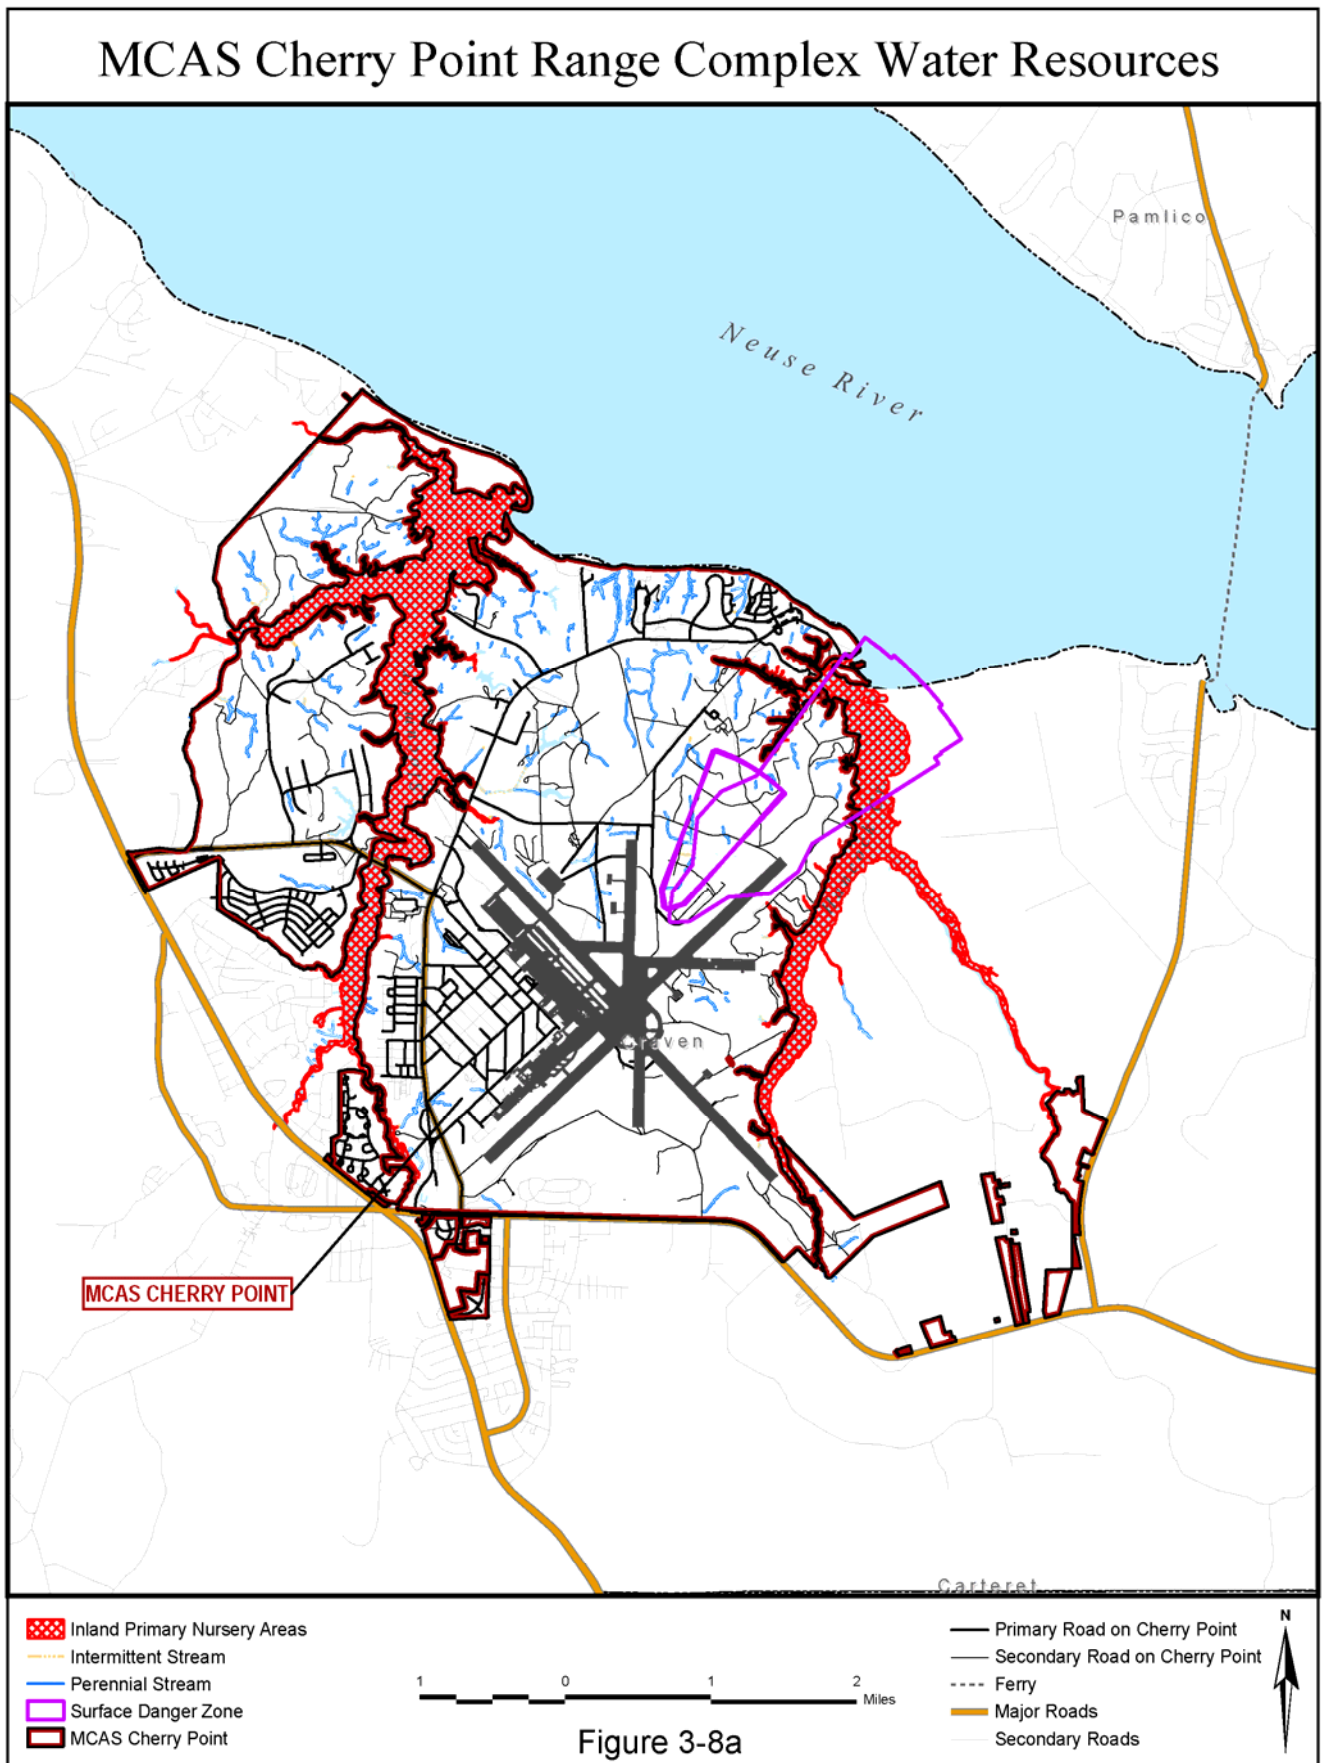 MCAS Cherry Point Range Complex Water Resources
Pamlico
Neuse River
Craven
MCAS CHERRY POINT
Carteret
Inland Primary Nursery Areas
Intermittent Stream
Perennial Stream
Surface Danger Zone
MCAS Cherry Point
1 0 1 2
Miles
Figure 3-8a
Primary Road on Cherry Point
Secondary Road on Cherry Point
Ferry
Major Roads
Secondary Roads
N